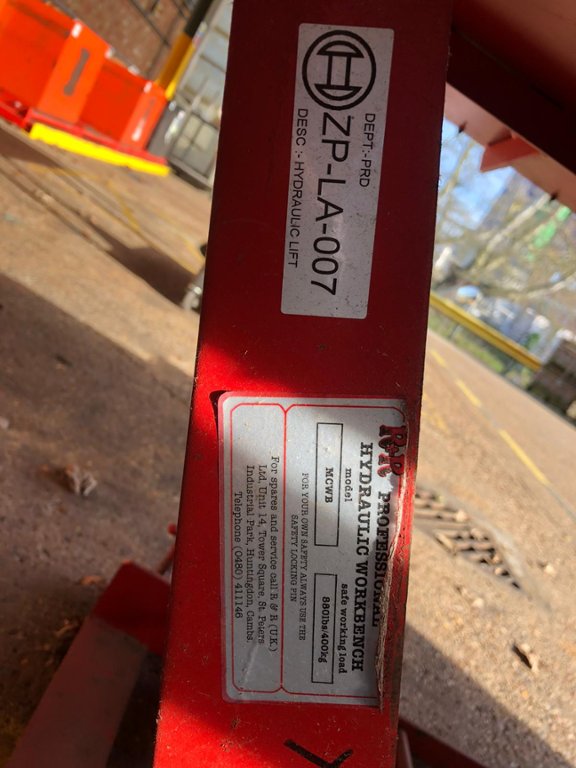 DEPT:-PRD
ZP-LA-007
DESC :- HYDRAULIC LIFT
R&R PROFESSIONAL
HYDRAULIC WORKBENCH
model
safe working load
MCWB
880lbs/400kg
FOR YOUR OWN SAFETY ALWAYS USE THE
SAFETY LOCKING PIN
For spares and service call R & R (U.K.)
Ltd, Unit 14, Tower Square, St. Peters
Industrial Park, Huntingdon, Cambs.
Telephone (0480) 411146